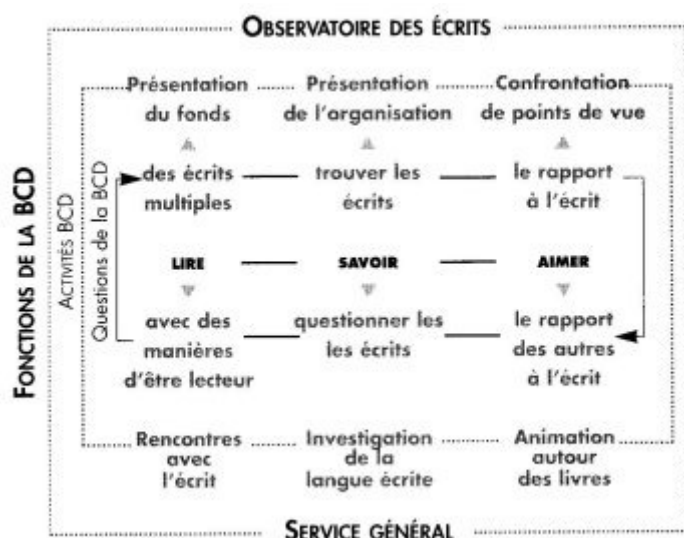 OBSERVATOIRE DES ÉCRITS
Présentation
du fonds
Présentation
de l'organisation
Confrontation
de points de vue
des écrits
multiples
trouver les
écrits
le rapport
à l'écrit
LIRE
SAVOIR
AIMER
avec des
manières
d'être lecteur
questionner les
les écrits
le rapport
des autres
à l'écrit
Rencontres
avec
l'écrit
Investigation
de la
langue écrite
Animation
autour
des livres
SERVICE GÉNÉRAL
FONCTIONS DE LA BCD
ACTIVITÉS BCD
Questions de la BCD